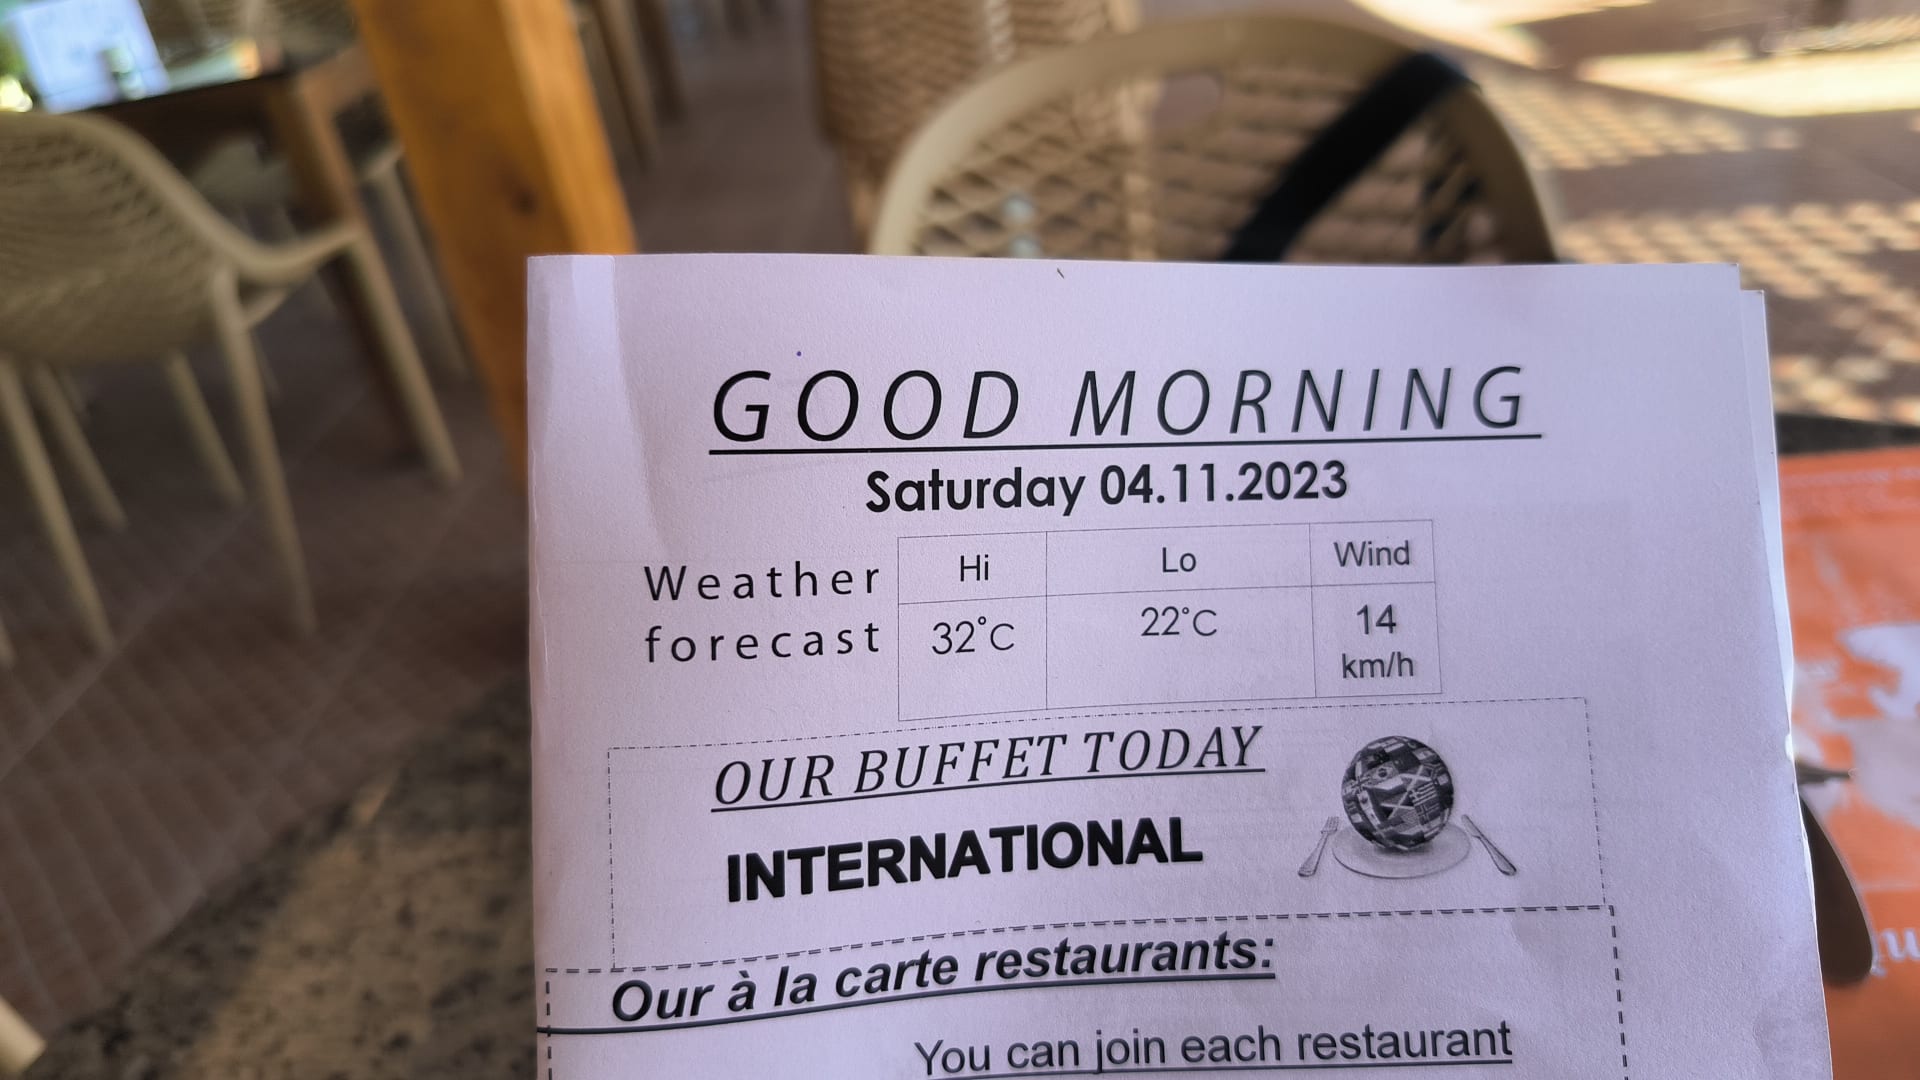 GOOD MORNING
Saturday 04.11.2023
Weather forecast
Hi Lo Wind
32°C 22°C 14 km/h
OUR BUFFET TODAY
INTERNATIONAL
Our à la carte restaurants:
You can join each restaurant